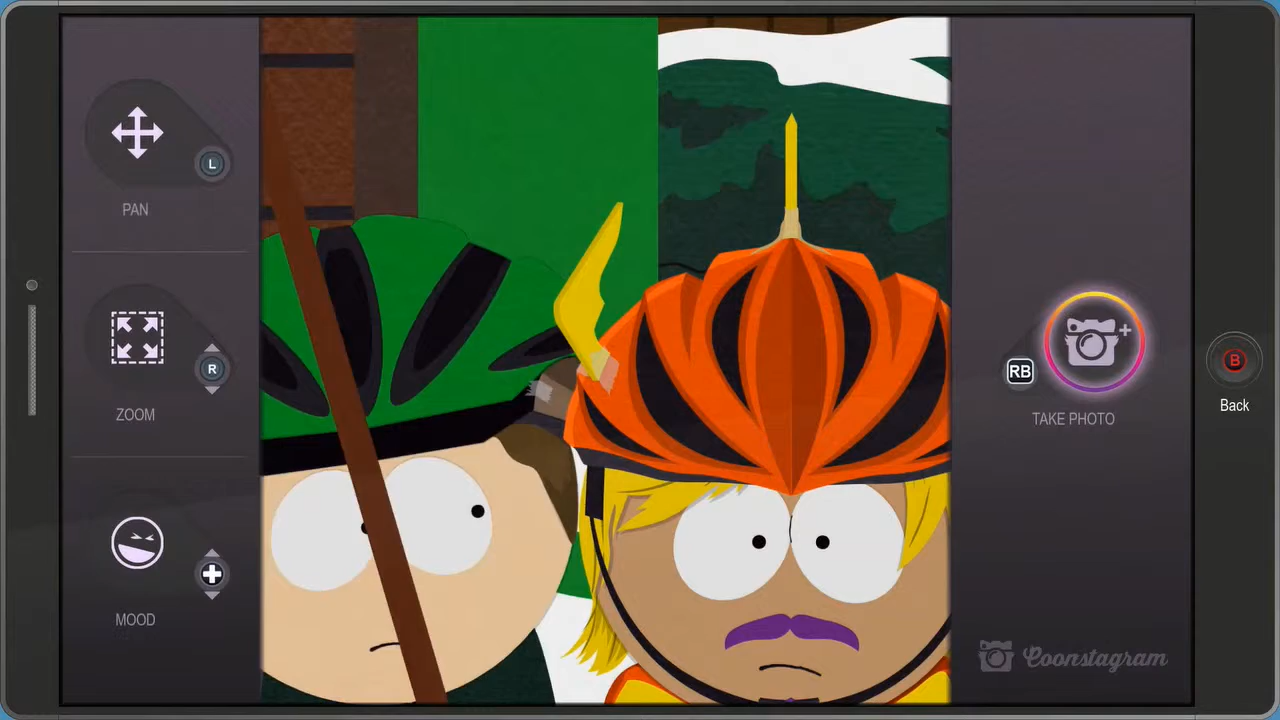 L
PAN
R
ZOOM
MOOD
RB
TAKE PHOTO
B
Back
Coonstagram